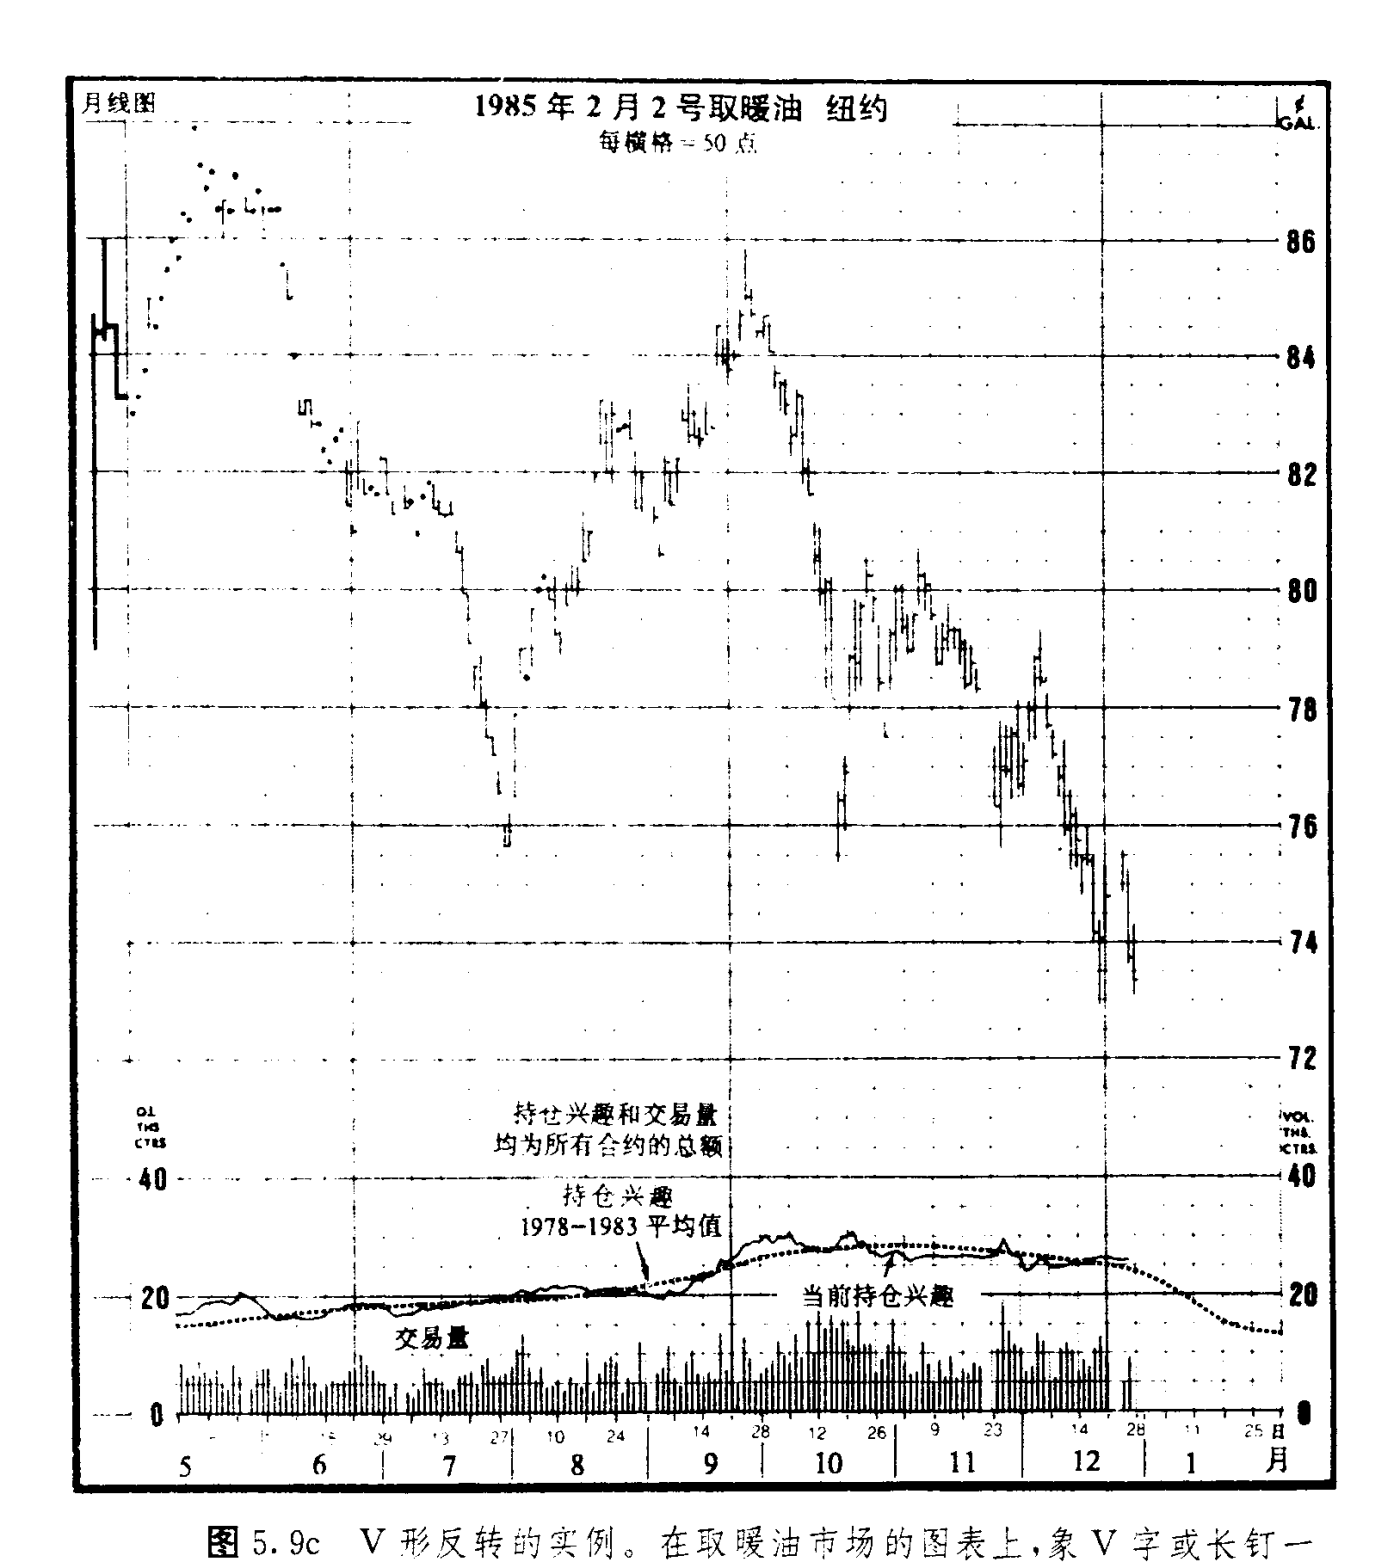 月线图
1985 年 2 月 2 号取暖油 纽约
每横格＝50 点
¢
GAL.
86
84
82
80
78
76
74
72
O.I.
THS
CTRS
持仓兴趣和交易量
均为所有合约的总额
VOL.
THS.
CTRS.
40
40
持仓兴趣
1978-1983 平均值
20
当前持仓兴趣
20
交易量
0
0
29 13 27 10 24 14 28 12 26 9 23 14 28 11 25 日
5 6 7 8 9 10 11 12 1 月
图 5.9c V 形反转的实例。在取暖油市场的图表上,象 V 字或长钉一